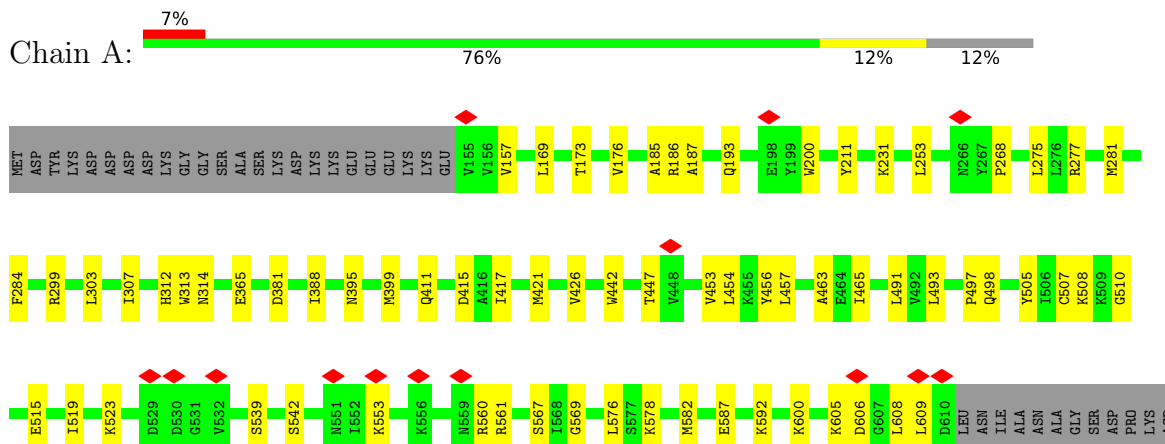 7%
Chain A:
76% 12% 12%
MET ASP TYR LYS ASP ASP ASP ASP LYS GLY GLY SER ALA SER LYS ASP LYS LYS GLU GLU GLU LYS LYS GLU V155 V156 V157 L169 T173 V176 A185 R186 A187 Q193 E198 Y199 W200 Y211 K231 L253 N266 Y267 P268 L275 L276 R277 M281
F284 R299 L303 I307 H312 W313 N314 E365 D381 I388 N395 M399 Q411 D415 A416 I417 M421 V426 W442 T447 V448 V453 L454 K455 Y456 L457 A463 E464 I465 L491 V492 L493 P497 Q498 Y505 I506 C507 K508 K509 G510
E515 I519 K523 D529 D530 G531 V532 S539 S542 N551 I552 K553 K556 N559 R560 R561 S567 I568 G569 L576 S577 K578 M582 E587 K592 K600 K605 D606 G607 L608 L609 D610 LEU ASN ILE ALA ASN ALA GLY SER ASP PRO LYS